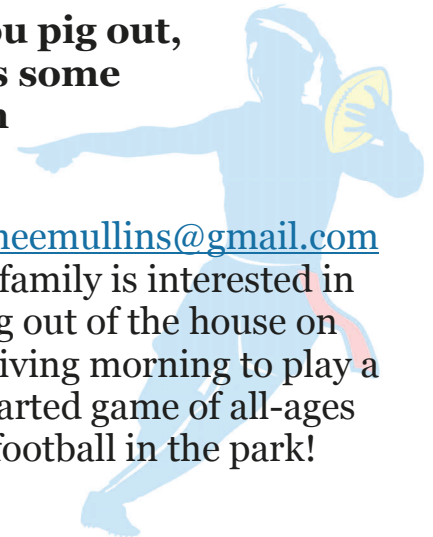 ou pig out,
s some
n
neemullins@gmail.com
family is interested in
g out of the house on
iving morning to play a
arted game of all-ages
football in the park!